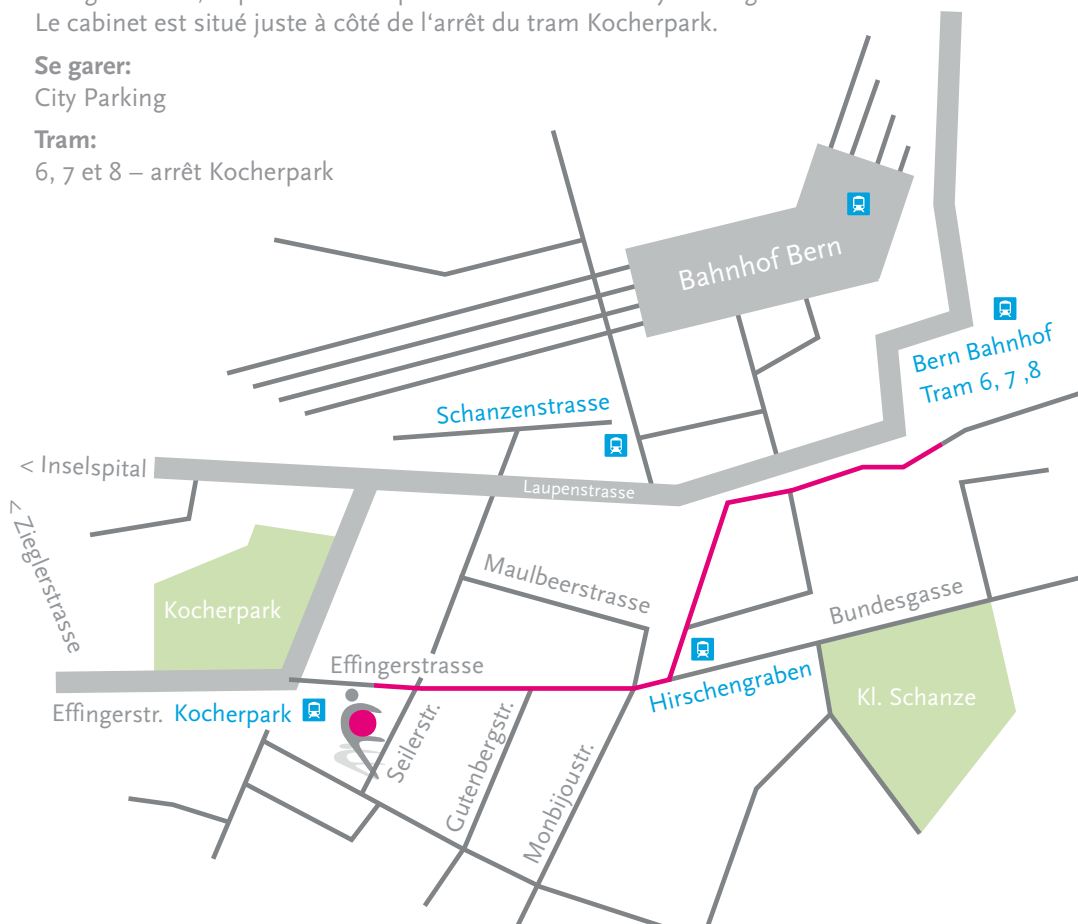 Le cabinet est situé juste à côté de l‘arrêt du tram Kocherpark.
Se garer:
City Parking
Tram:
6, 7 et 8 – arrêt Kocherpark
Bahnhof Bern
Bern Bahnhof
Tram 6, 7 ,8
Schanzenstrasse
< Inselspital
Laupenstrasse
< Zieglerstrasse
Maulbeerstrasse
Kocherpark
Bundesgasse
Effingerstrasse
Hirschengraben
Kl. Schanze
Effingerstr. Kocherpark
Seilerstr.
Gutenbergstr.
Monbijoustr.